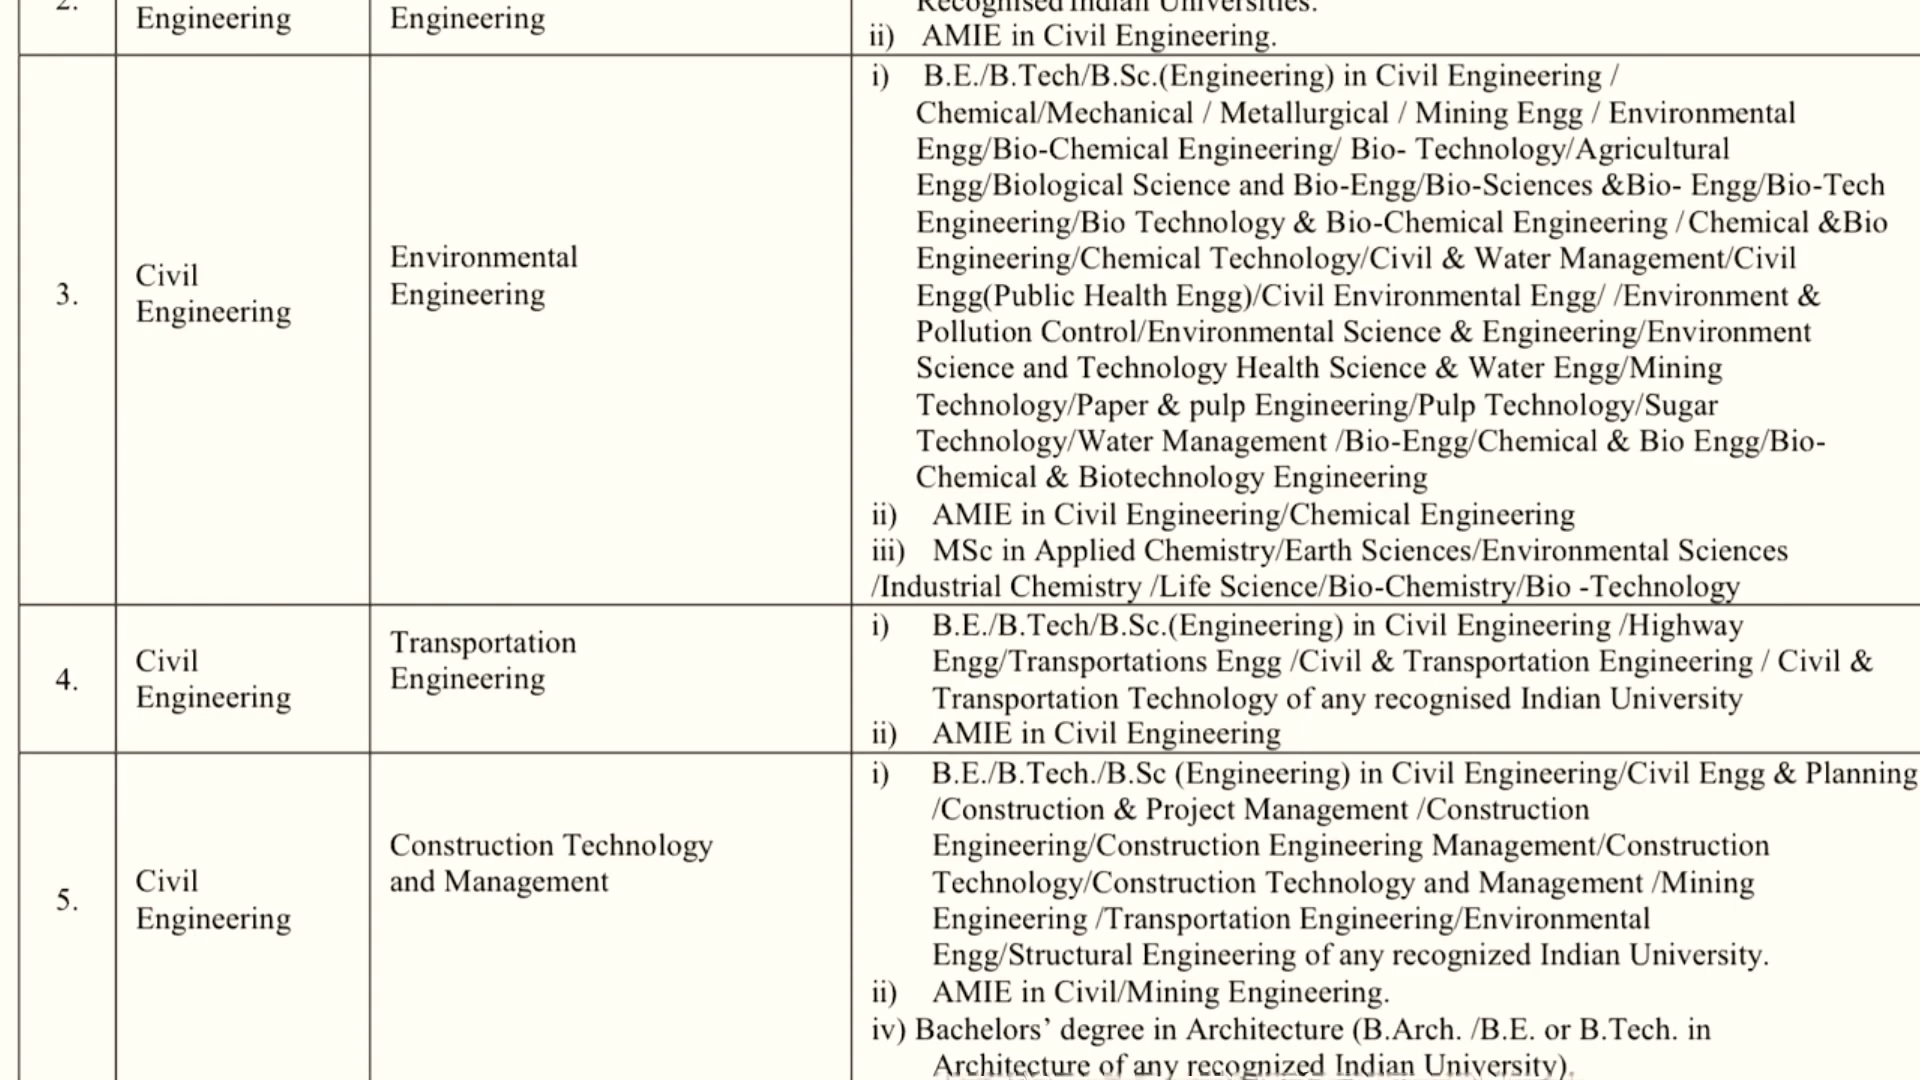 2.
Engineering
Engineering
Recognised Indian Universities.
ii) AMIE in Civil Engineering.
3.
Civil
Engineering
Environmental
Engineering
i) B.E./B.Tech/B.Sc.(Engineering) in Civil Engineering /
Chemical/Mechanical / Metallurgical / Mining Engg / Environmental
Engg/Bio-Chemical Engineering/ Bio- Technology/Agricultural
Engg/Biological Science and Bio-Engg/Bio-Sciences &Bio- Engg/Bio-Tech
Engineering/Bio Technology & Bio-Chemical Engineering / Chemical &Bio
Engineering/Chemical Technology/Civil & Water Management/Civil
Engg(Public Health Engg)/Civil Environmental Engg/ /Environment &
Pollution Control/Environmental Science & Engineering/Environment
Science and Technology Health Science & Water Engg/Mining
Technology/Paper & pulp Engineering/Pulp Technology/Sugar
Technology/Water Management /Bio-Engg/Chemical & Bio Engg/Bio-
Chemical & Biotechnology Engineering
ii) AMIE in Civil Engineering/Chemical Engineering
iii) MSc in Applied Chemistry/Earth Sciences/Environmental Sciences
/Industrial Chemistry /Life Science/Bio-Chemistry/Bio -Technology
4.
Civil
Engineering
Transportation
Engineering
i) B.E./B.Tech/B.Sc.(Engineering) in Civil Engineering /Highway
Engg/Transportations Engg /Civil & Transportation Engineering / Civil &
Transportation Technology of any recognised Indian University
ii) AMIE in Civil Engineering
5.
Civil
Engineering
Construction Technology
and Management
i) B.E./B.Tech./B.Sc (Engineering) in Civil Engineering/Civil Engg & Planning
/Construction & Project Management /Construction
Engineering/Construction Engineering Management/Construction
Technology/Construction Technology and Management /Mining
Engineering /Transportation Engineering/Environmental
Engg/Structural Engineering of any recognized Indian University.
ii) AMIE in Civil/Mining Engineering.
iv) Bachelors’ degree in Architecture (B.Arch. /B.E. or B.Tech. in
Architecture of any recognized Indian University).